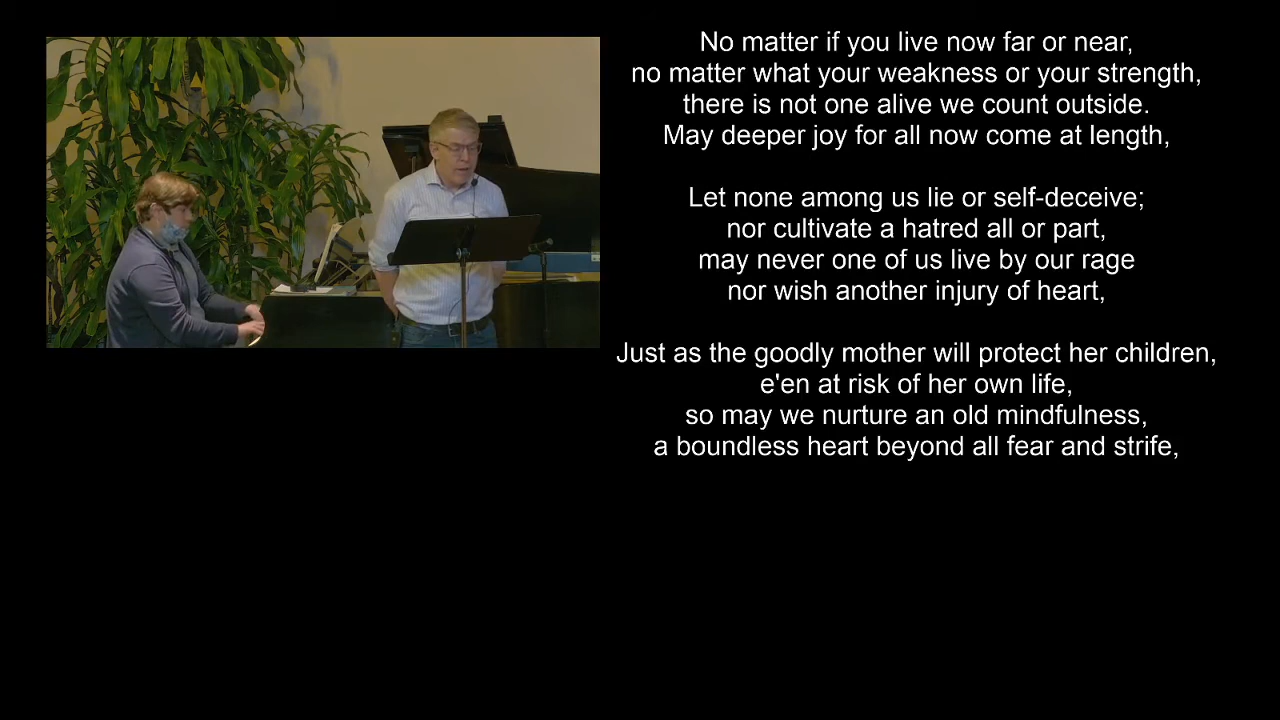 No matter if you live now far or near,
no matter what your weakness or your strength,
there is not one alive we count outside.
May deeper joy for all now come at length,
Let none among us lie or self-deceive;
nor cultivate a hatred all or part,
may never one of us live by our rage
nor wish another injury of heart,
Just as the goodly mother will protect her children,
e'en at risk of her own life,
so may we nurture an old mindfulness,
a boundless heart beyond all fear and strife,